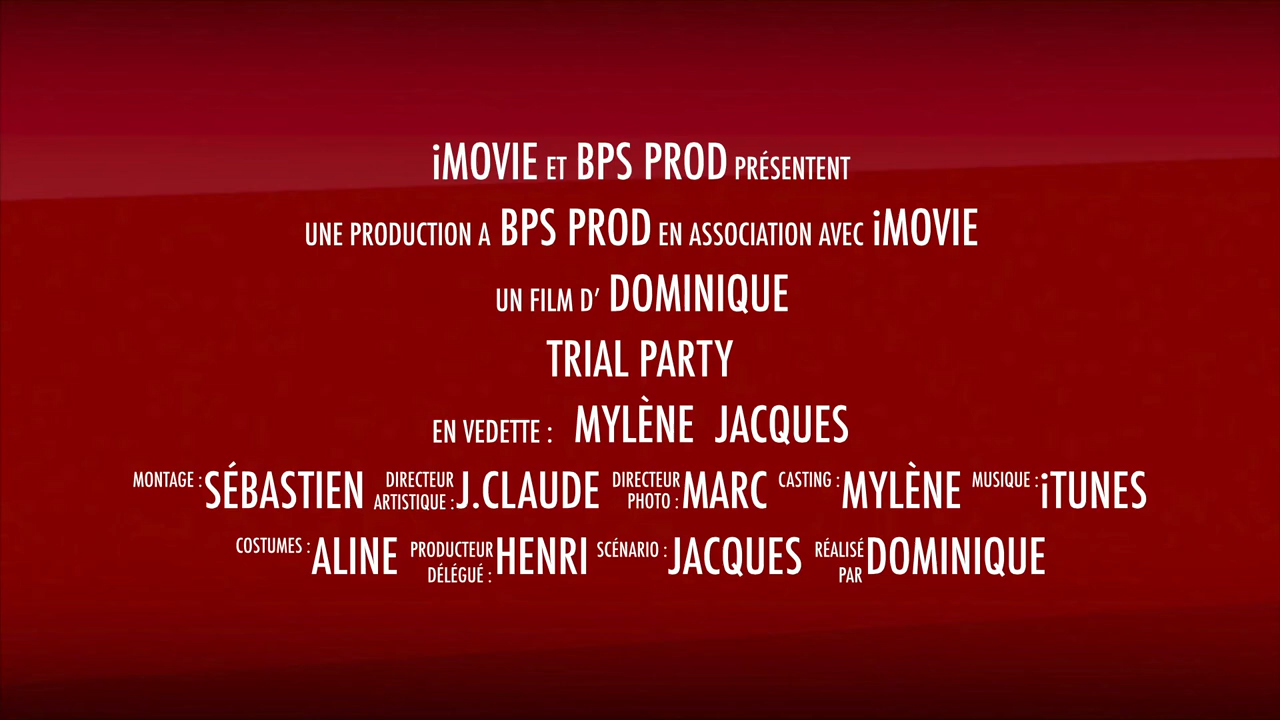 iMOVIE ET BPS PROD PRÉSENTENT
UNE PRODUCTION A BPS PROD EN ASSOCIATION AVEC iMOVIE
UN FILM D’ DOMINIQUE
TRIAL PARTY
EN VEDETTE : MYLÈNE JACQUES
MONTAGE : SÉBASTIEN DIRECTEUR ARTISTIQUE : J.CLAUDE DIRECTEUR PHOTO : MARC CASTING : MYLÈNE MUSIQUE : iTUNES
COSTUMES : ALINE PRODUCTEUR DÉLÉGUÉ : HENRI SCÉNARIO : JACQUES RÉALISÉ PAR DOMINIQUE